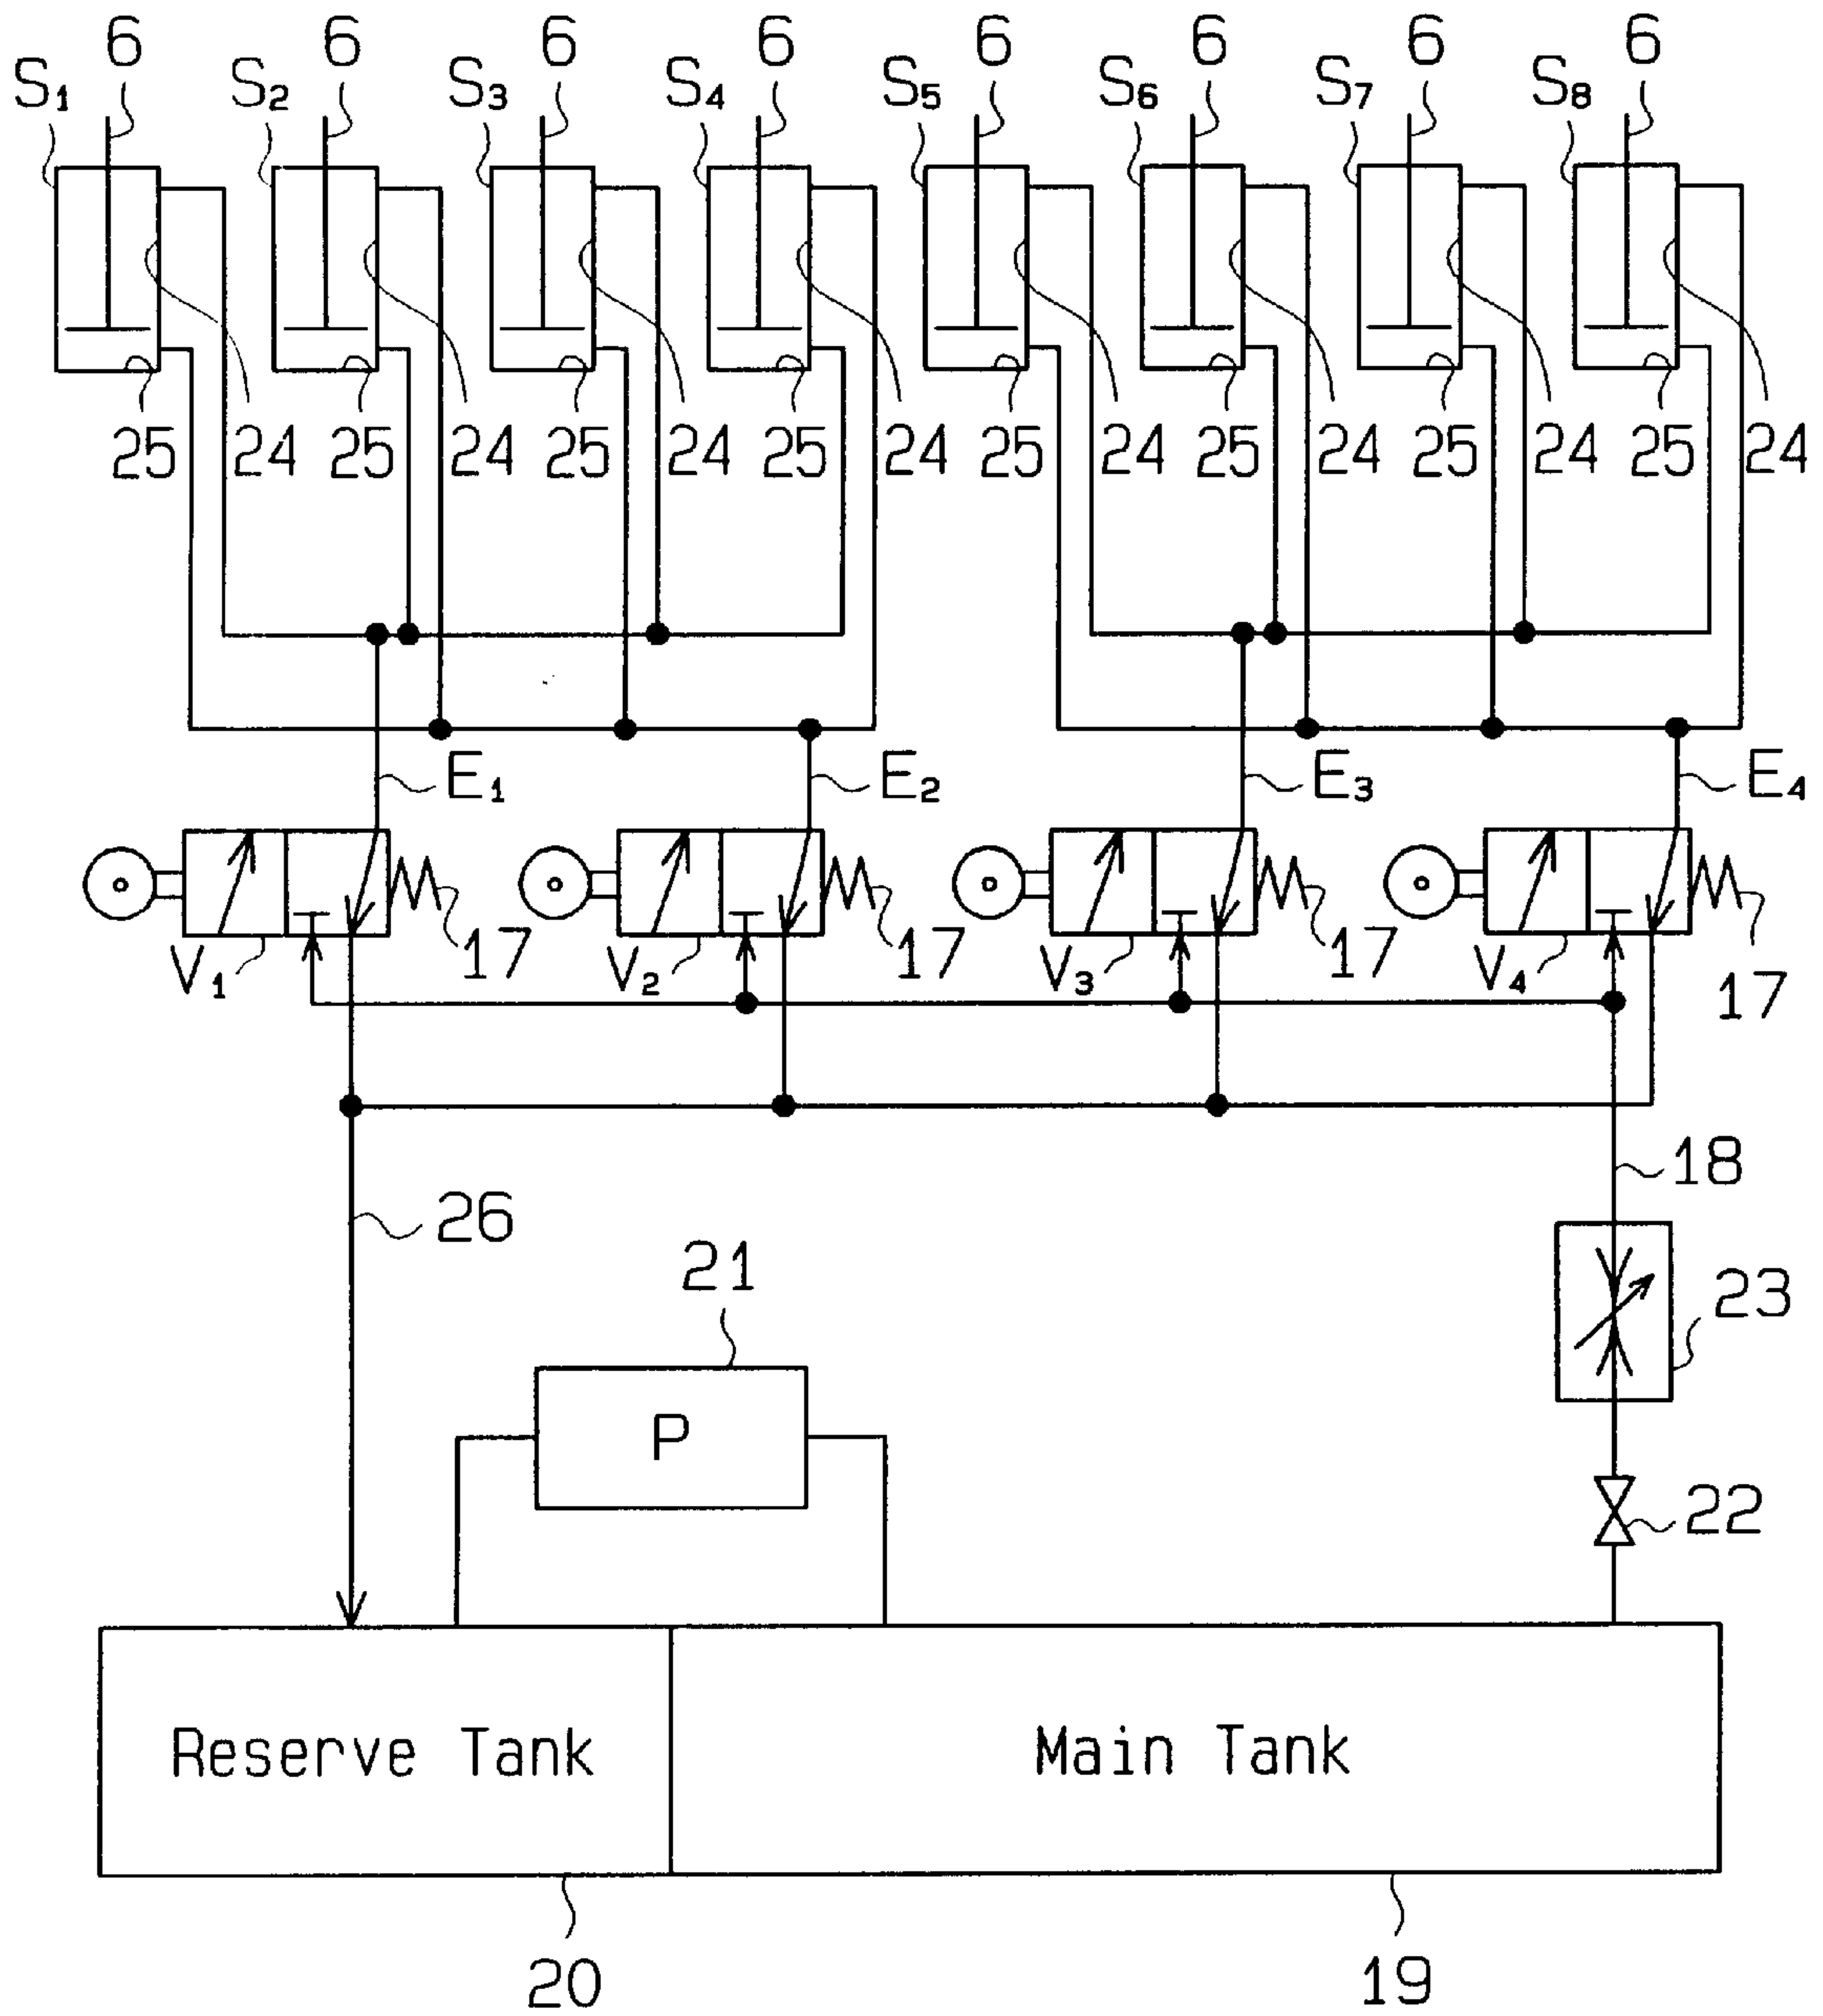 6 6 6 6 6 6 6 6
S1 S2 S3 S4 S5 S6 S7 S8
25 24 25 24 25 24 25 24 25 24 25 24 25 24 25 24
E1 E2 E3 E4
V1 17 V2 17 V3 17 V4 17
18
26
21
23
P
22
Reserve Tank Main Tank
20 19